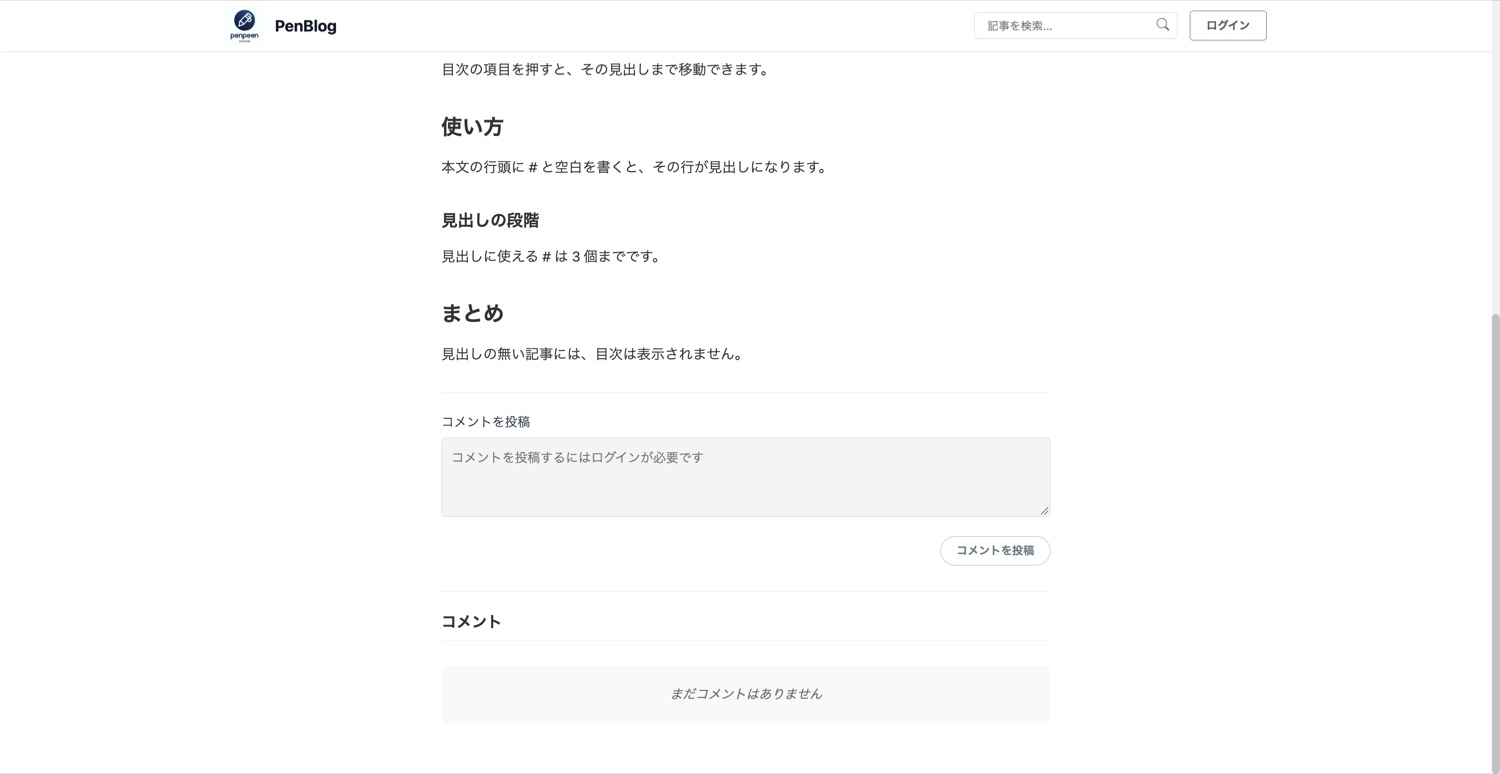 penpeen
PenBlog
記事を検索...
ログイン
目次の項目を押すと、その見出しまで移動できます。
使い方
本文の行頭に # と空白を書くと、その行が見出しになります。
見出しの段階
見出しに使える # は 3 個までです。
まとめ
見出しの無い記事には、目次は表示されません。
コメントを投稿
コメントを投稿するにはログインが必要です
コメントを投稿
コメント
まだコメントはありません